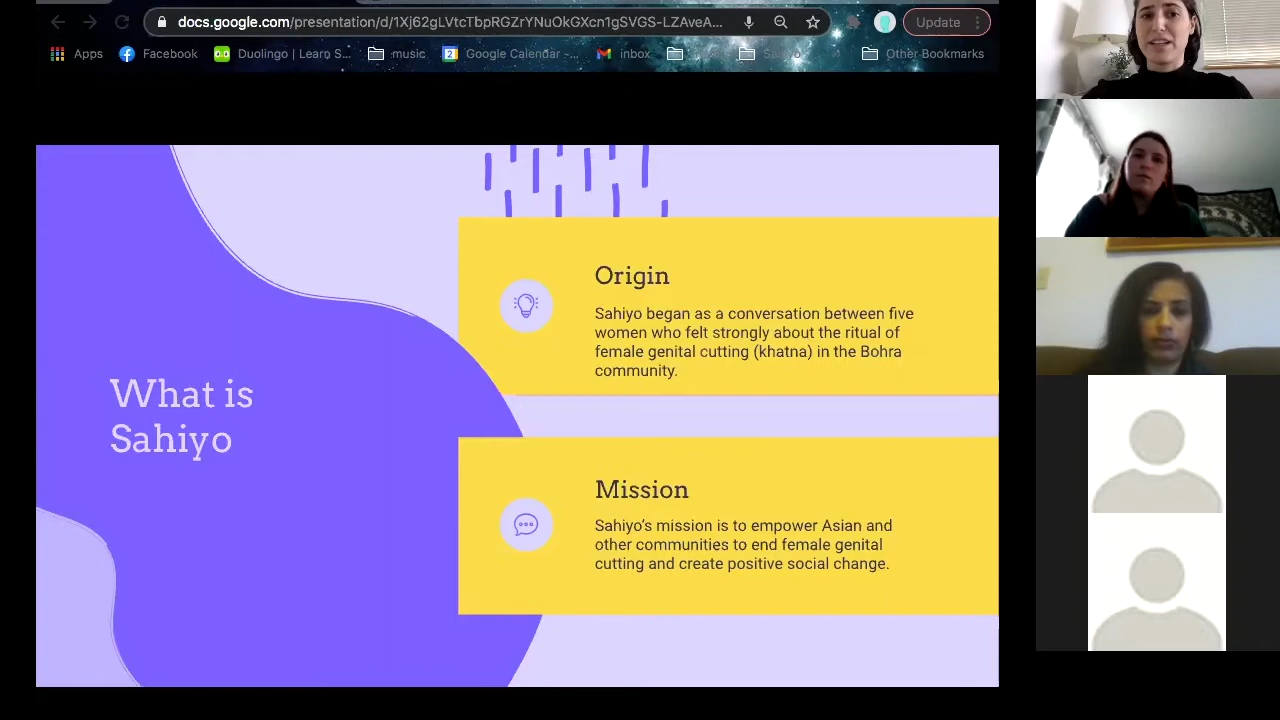 docs.google.com/presentation/d/1Xj62gLVtcTbpRGZrYNuOkGXcn1gSVGS-LZAveA...
Update
Apps
Facebook
Duolingo | Learn S...
music
Google Calendar -...
inbox
Other Bookmarks
What is
Sahiyo
Origin
Sahiyo began as a conversation between five
women who felt strongly about the ritual of
female genital cutting (khatna) in the Bohra
community.
Mission
Sahiyo's mission is to empower Asian and
other communities to end female genital
cutting and create positive social change.